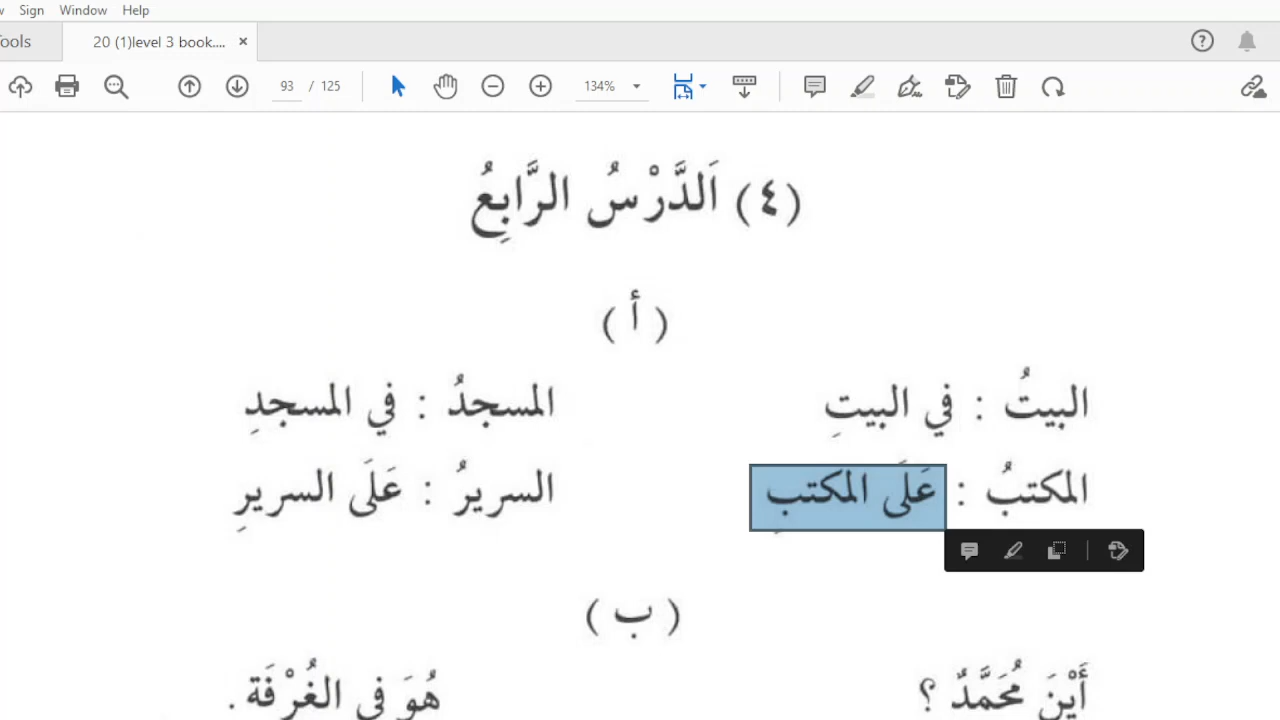 Sign Window Help
ools 20 (1)level 3 book.... ×
93 / 125 134%
(٤) اَلدَّرْسُ الرَّابِعُ
( أ )
البيتُ : في البيتِ المسجدُ : في المسجدِ
المكتبُ : عَلَى المكتبِ السريرُ : عَلَى السريرِ
( ب )
أَيْنَ مُحَمَّدٌ ؟ هُوَ فِي الغُرْفَة .